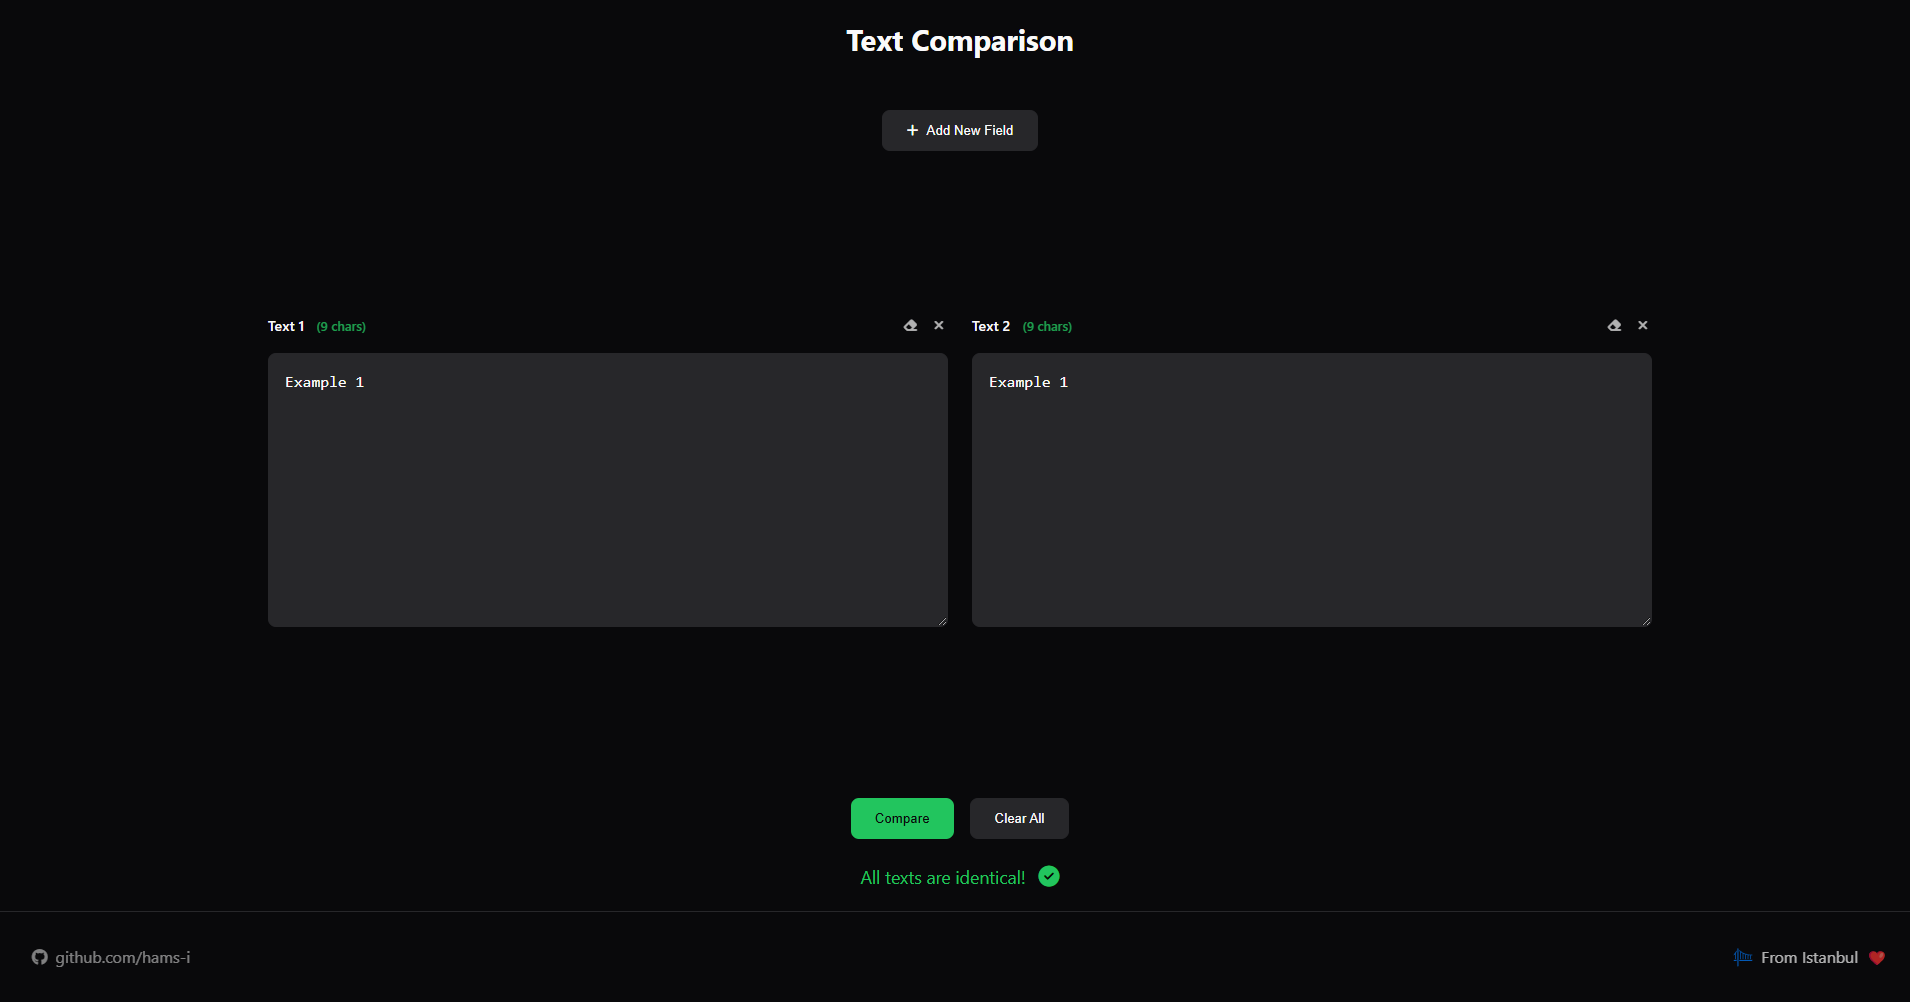 Text Comparison
Add New Field
Text 1 (9 chars)
Text 2 (9 chars)
Example 1
Example 1
Compare
Clear All
All texts are identical!
github.com/hams-i
From Istanbul